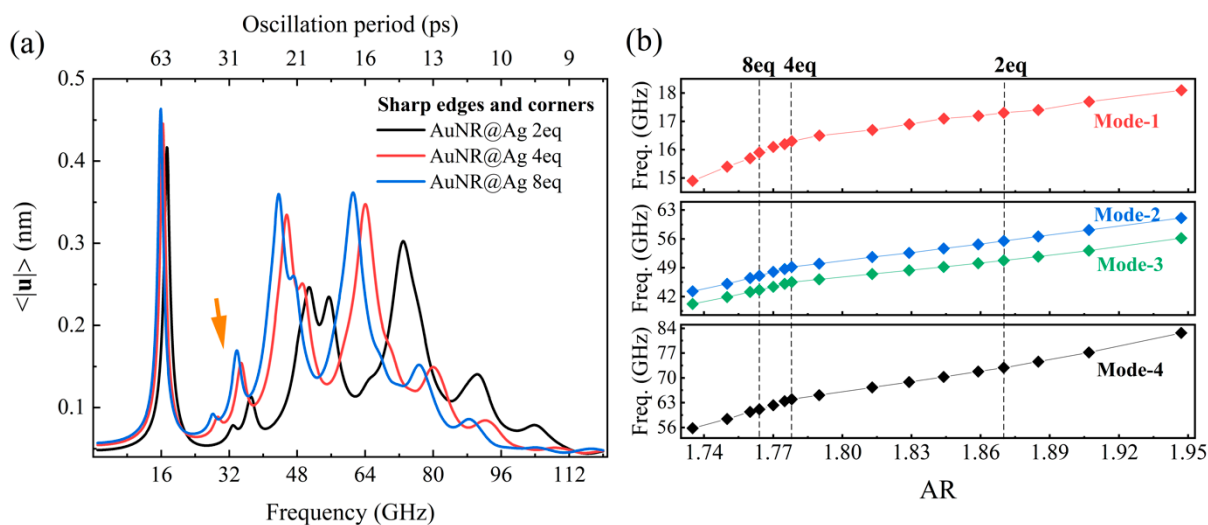 (a)
Oscillation period (ps)
63 31 21 16 13 10 9
0.5
0.4
0.3
0.2
0.1
<|u|> (nm)
Sharp edges and corners
AuNR@Ag 2eq
AuNR@Ag 4eq
AuNR@Ag 8eq
16 32 48 64 80 96 112
Frequency (GHz)
(b)
8eq 4eq 2eq
Freq. (GHz)
18
17
16
15
Mode-1
Freq. (GHz)
63
56
49
42
Mode-2
Mode-3
Freq. (GHz)
84
77
70
63
56
Mode-4
1.74 1.77 1.80 1.83 1.86 1.89 1.92 1.95
AR